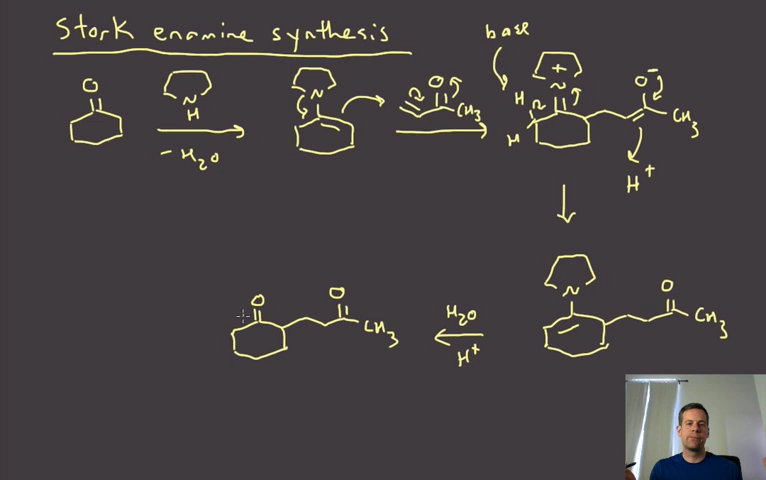 Stork enamine synthesis
base
O
N
H
- H2O
N
O
CH3
+
N
H
H
O-
CH3
H+
N
O
CH3
H2O
H+
O
O
CH3